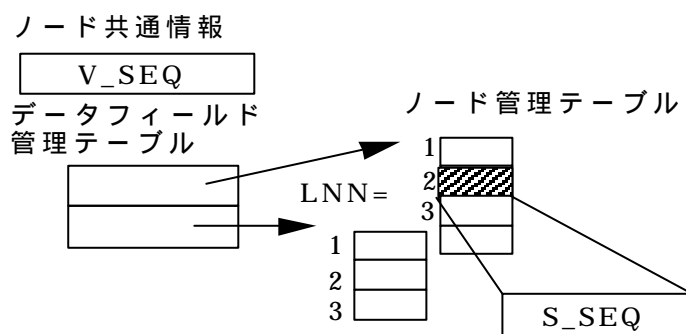 ノード共通情報
V_SEQ
データフィールド
管理テーブル
ノード管理テーブル
LNN=
1
2
3
1
2
3
S_SEQ